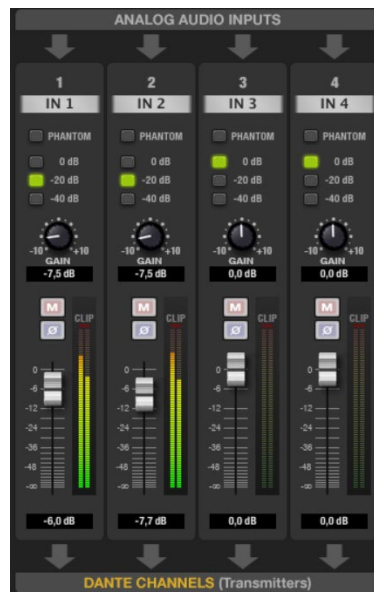 ANALOG AUDIO INPUTS
1 2 3 4
IN 1 IN 2 IN 3 IN 4
PHANTOM PHANTOM PHANTOM PHANTOM
0 dB 0 dB 0 dB 0 dB
-20 dB -20 dB -20 dB -20 dB
-40 dB -40 dB -40 dB -40 dB
-10 +10 -10 +10 -10 +10 -10 +10
GAIN GAIN GAIN GAIN
-7,5 dB -7,5 dB 0,0 dB 0,0 dB
M M M M
CLIP CLIP CLIP CLIP
Ø Ø Ø Ø
0 0 0 0
-6 -6 -6 -6
-12 -12 -12 -12
-24 -24 -24 -24
-36 -36 -36 -36
-48 -48 -48 -48
-∞ -∞ -∞ -∞
-6,0 dB -7,7 dB 0,0 dB 0,0 dB
DANTE CHANNELS (Transmitters)